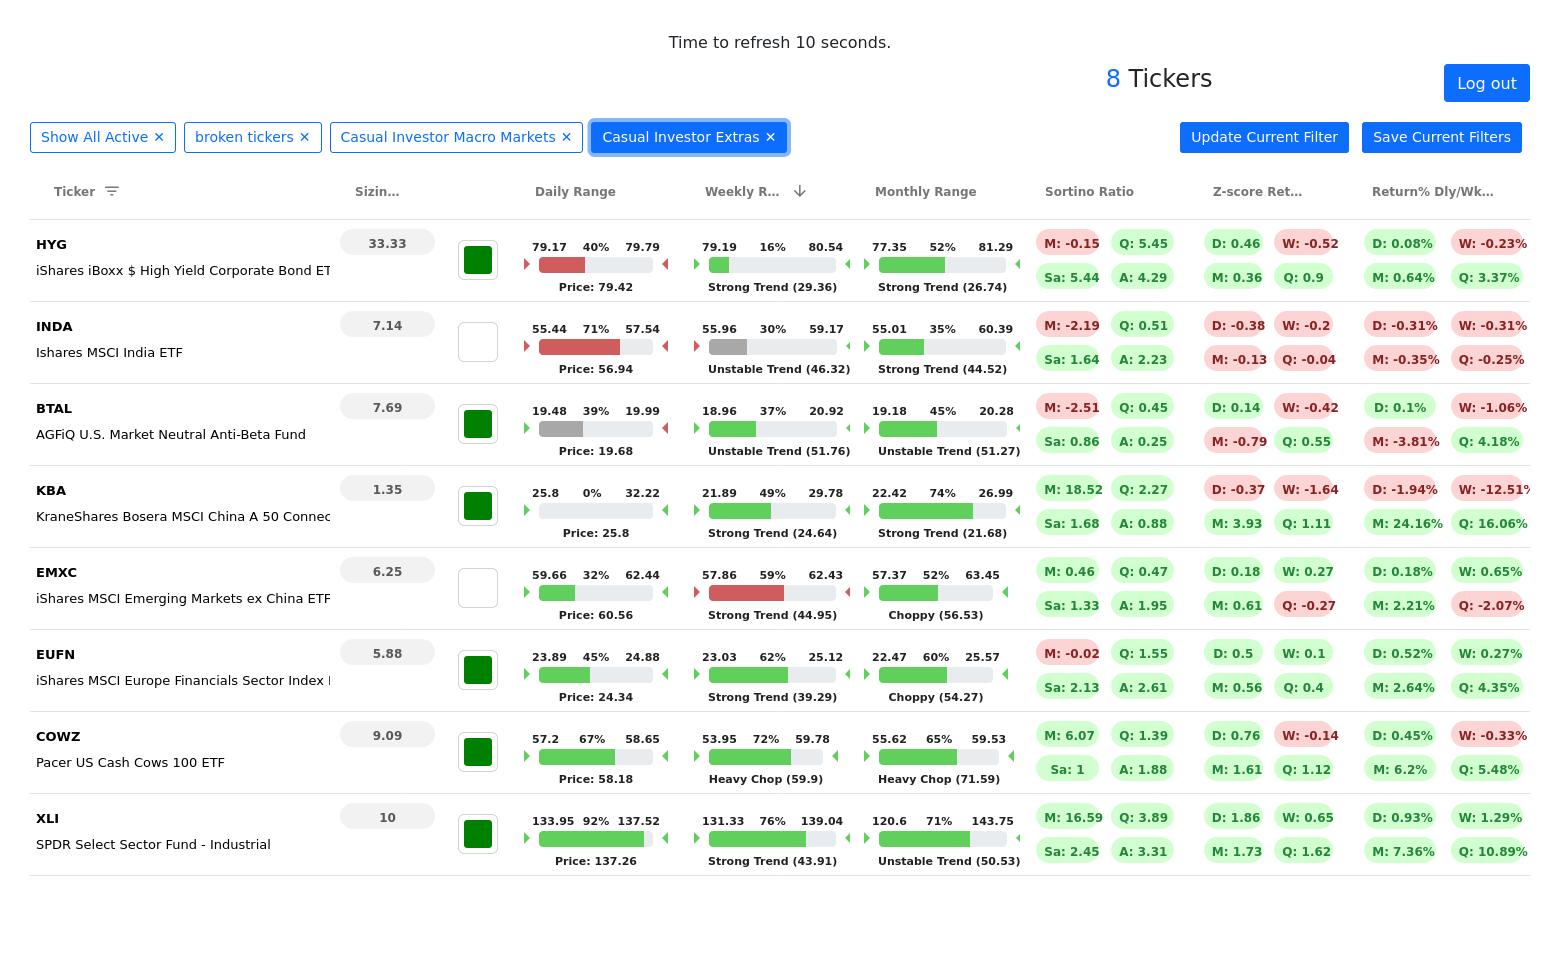 Time to refresh 10 seconds.
8 Tickers
Log out
Show All Active ✕ broken tickers ✕ Casual Investor Macro Markets ✕ Casual Investor Extras ✕ Update Current Filter Save Current Filters
Ticker Sizin... Daily Range Weekly R... Monthly Range Sortino Ratio Z-score Ret... Return% Dly/Wk...
HYG 33.33 79.17 40% 79.79 79.19 16% 80.54 77.35 52% 81.29 M: -0.15 Q: 5.45 D: 0.46 W: -0.52 D: 0.08% W: -0.23%
iShares iBoxx $ High Yield Corporate Bond ET Price: 79.42 Strong Trend (29.36) Strong Trend (26.74) Sa: 5.44 A: 4.29 M: 0.36 Q: 0.9 M: 0.64% Q: 3.37%
INDA 7.14 55.44 71% 57.54 55.96 30% 59.17 55.01 35% 60.39 M: -2.19 Q: 0.51 D: -0.38 W: -0.2 D: -0.31% W: -0.31%
Ishares MSCI India ETF Price: 56.94 Unstable Trend (46.32) Strong Trend (44.52) Sa: 1.64 A: 2.23 M: -0.13 Q: -0.04 M: -0.35% Q: -0.25%
BTAL 7.69 19.48 39% 19.99 18.96 37% 20.92 19.18 45% 20.28 M: -2.51 Q: 0.45 D: 0.14 W: -0.42 D: 0.1% W: -1.06%
AGFiQ U.S. Market Neutral Anti-Beta Fund Price: 19.68 Unstable Trend (51.76) Unstable Trend (51.27) Sa: 0.86 A: 0.25 M: -0.79 Q: 0.55 M: -3.81% Q: 4.18%
KBA 1.35 25.8 0% 32.22 21.89 49% 29.78 22.42 74% 26.99 M: 18.52 Q: 2.27 D: -0.37 W: -1.64 D: -1.94% W: -12.51%
KraneShares Bosera MSCI China A 50 Connec Price: 25.8 Strong Trend (24.64) Strong Trend (21.68) Sa: 1.68 A: 0.88 M: 3.93 Q: 1.11 M: 24.16% Q: 16.06%
EMXC 6.25 59.66 32% 62.44 57.86 59% 62.43 57.37 52% 63.45 M: 0.46 Q: 0.47 D: 0.18 W: 0.27 D: 0.18% W: 0.65%
iShares MSCI Emerging Markets ex China ETF Price: 60.56 Strong Trend (44.95) Choppy (56.53) Sa: 1.33 A: 1.95 M: 0.61 Q: -0.27 M: 2.21% Q: -2.07%
EUFN 5.88 23.89 45% 24.88 23.03 62% 25.12 22.47 60% 25.57 M: -0.02 Q: 1.55 D: 0.5 W: 0.1 D: 0.52% W: 0.27%
iShares MSCI Europe Financials Sector Index Price: 24.34 Strong Trend (39.29) Choppy (54.27) Sa: 2.13 A: 2.61 M: 0.56 Q: 0.4 M: 2.64% Q: 4.35%
COWZ 9.09 57.2 67% 58.65 53.95 72% 59.78 55.62 65% 59.53 M: 6.07 Q: 1.39 D: 0.76 W: -0.14 D: 0.45% W: -0.33%
Pacer US Cash Cows 100 ETF Price: 58.18 Heavy Chop (59.9) Heavy Chop (71.59) Sa: 1 A: 1.88 M: 1.61 Q: 1.12 M: 6.2% Q: 5.48%
XLI 10 133.95 92% 137.52 131.33 76% 139.04 120.6 71% 143.75 M: 16.59 Q: 3.89 D: 1.86 W: 0.65 D: 0.93% W: 1.29%
SPDR Select Sector Fund - Industrial Price: 137.26 Strong Trend (43.91) Unstable Trend (50.53) Sa: 2.45 A: 3.31 M: 1.73 Q: 1.62 M: 7.36% Q: 10.89%